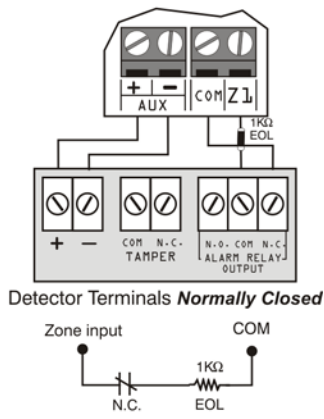 + − COM Z1
AUX
1KΩ
EOL
+ − COM N.C. N.O. COM N.C.
TAMPER ALARM RELAY
OUTPUT
Detector Terminals Normally Closed
Zone input COM
1KΩ
N.C. EOL